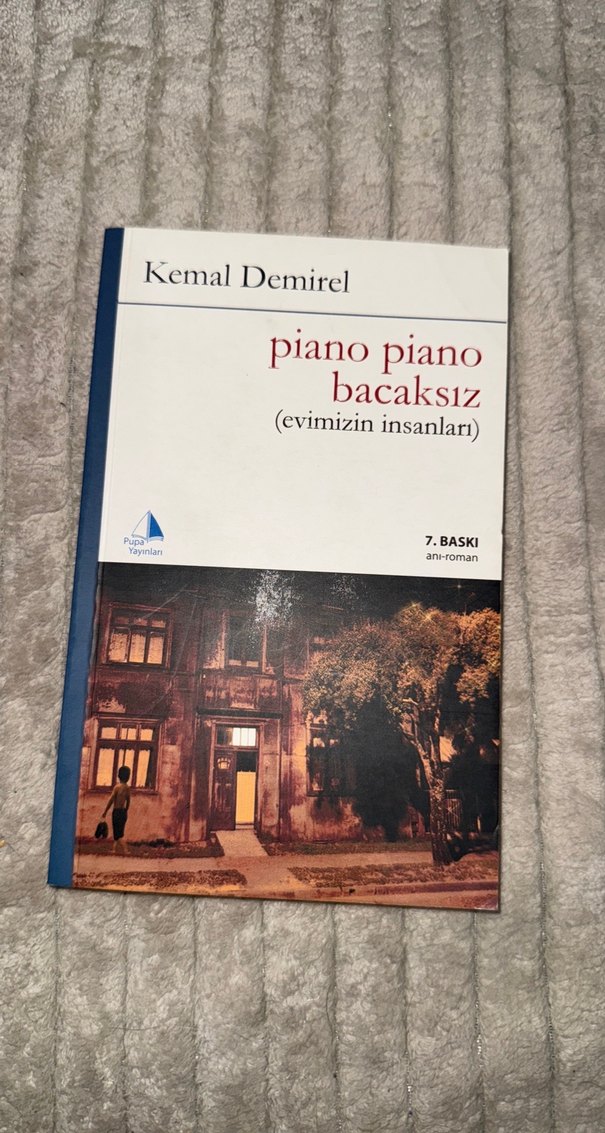 Kemal Demirel
piano piano
bacaksız
(evimizin insanları)
Pupa
Yayınları
7. BASKI
anı-roman